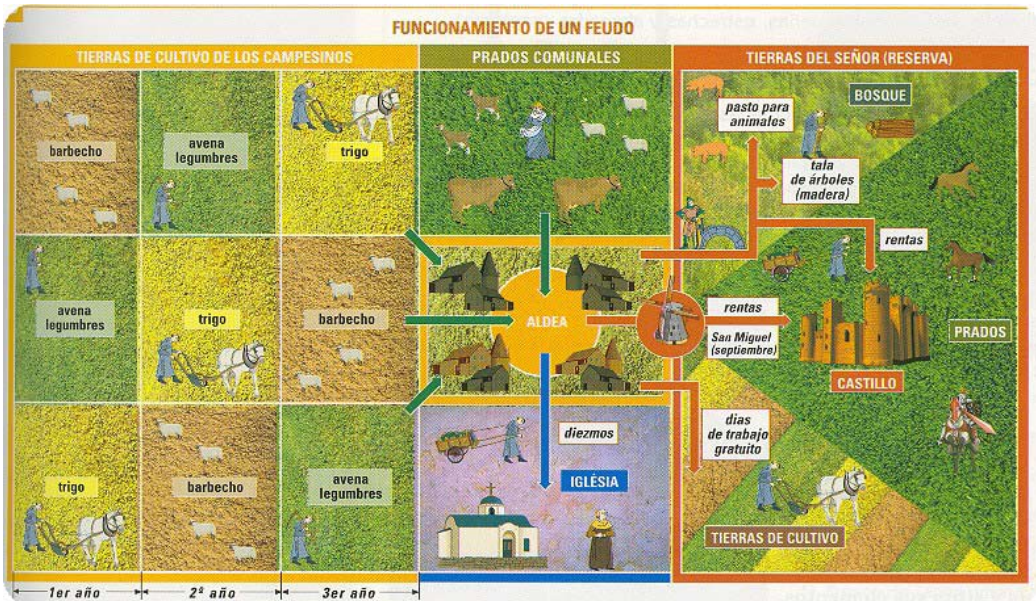 FUNCIONAMIENTO DE UN FEUDO
TIERRAS DE CULTIVO DE LOS CAMPESINOS
PRADOS COMUNALES
TIERRAS DEL SEÑOR (RESERVA)
barbecho
avena
legumbres
trigo
avena
legumbres
trigo
barbecho
trigo
barbecho
avena
legumbres
1er año
2º año
3er año
ALDEA
diezmos
IGLÉSIA
BOSQUE
pasto para
animales
tala
de árboles
(madera)
rentas
rentas
San Miguel
(septiembre)
PRADOS
CASTILLO
dias
de trabajo
gratuito
TIERRAS DE CULTIVO